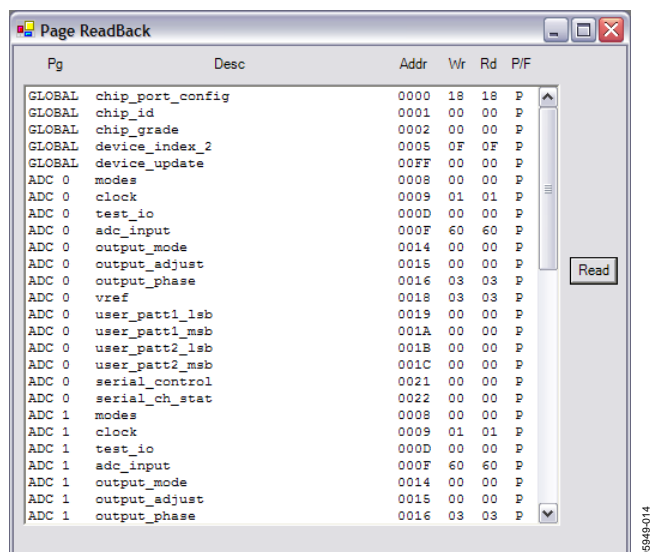 Page ReadBack
Pg Desc Addr Wr Rd P/F
GLOBAL chip_port_config 0000 18 18 P
GLOBAL chip_id 0001 00 00 P
GLOBAL chip_grade 0002 00 00 P
GLOBAL device_index_2 0005 0F 0F P
GLOBAL device_update 00FF 00 00 P
ADC 0 modes 0008 00 00 P
ADC 0 clock 0009 01 01 P
ADC 0 test_io 000D 00 00 P
ADC 0 adc_input 000F 60 60 P
ADC 0 output_mode 0014 00 00 P
ADC 0 output_adjust 0015 00 00 P
ADC 0 output_phase 0016 03 03 P
ADC 0 vref 0018 03 03 P
ADC 0 user_patt1_lsb 0019 00 00 P
ADC 0 user_patt1_msb 001A 00 00 P
ADC 0 user_patt2_lsb 001B 00 00 P
ADC 0 user_patt2_msb 001C 00 00 P
ADC 0 serial_control 0021 00 00 P
ADC 0 serial_ch_stat 0022 00 00 P
ADC 1 modes 0008 00 00 P
ADC 1 clock 0009 01 01 P
ADC 1 test_io 000D 00 00 P
ADC 1 adc_input 000F 60 60 P
ADC 1 output_mode 0014 00 00 P
ADC 1 output_adjust 0015 00 00 P
ADC 1 output_phase 0016 03 03 P
Read
5949-014